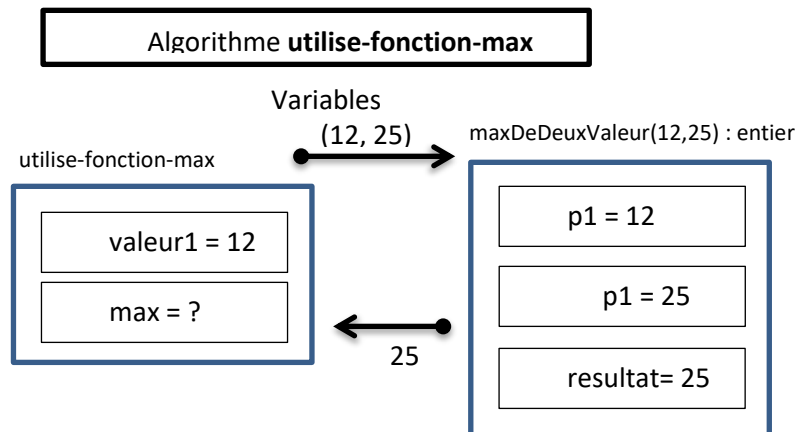 Algorithme utilise-fonction-max
Variables
(12, 25)
maxDeDeuxValeur(12,25) : entier
utilise-fonction-max
valeur1 = 12
max = ?
p1 = 12
p1 = 25
resultat= 25
25